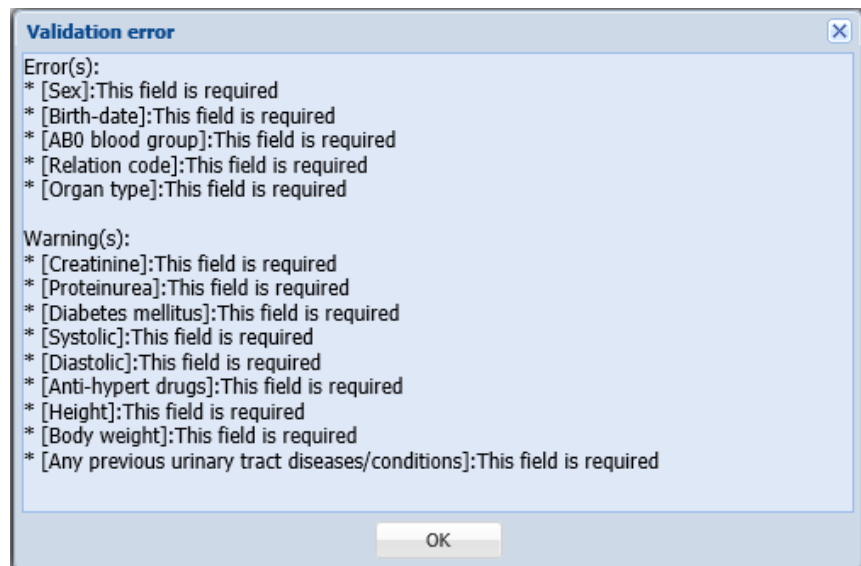 Validation error
Error(s):
* [Sex]:This field is required
* [Birth-date]:This field is required
* [AB0 blood group]:This field is required
* [Relation code]:This field is required
* [Organ type]:This field is required
Warning(s):
* [Creatinine]:This field is required
* [Proteinurea]:This field is required
* [Diabetes mellitus]:This field is required
* [Systolic]:This field is required
* [Diastolic]:This field is required
* [Anti-hypert drugs]:This field is required
* [Height]:This field is required
* [Body weight]:This field is required
* [Any previous urinary tract diseases/conditions]:This field is required
OK